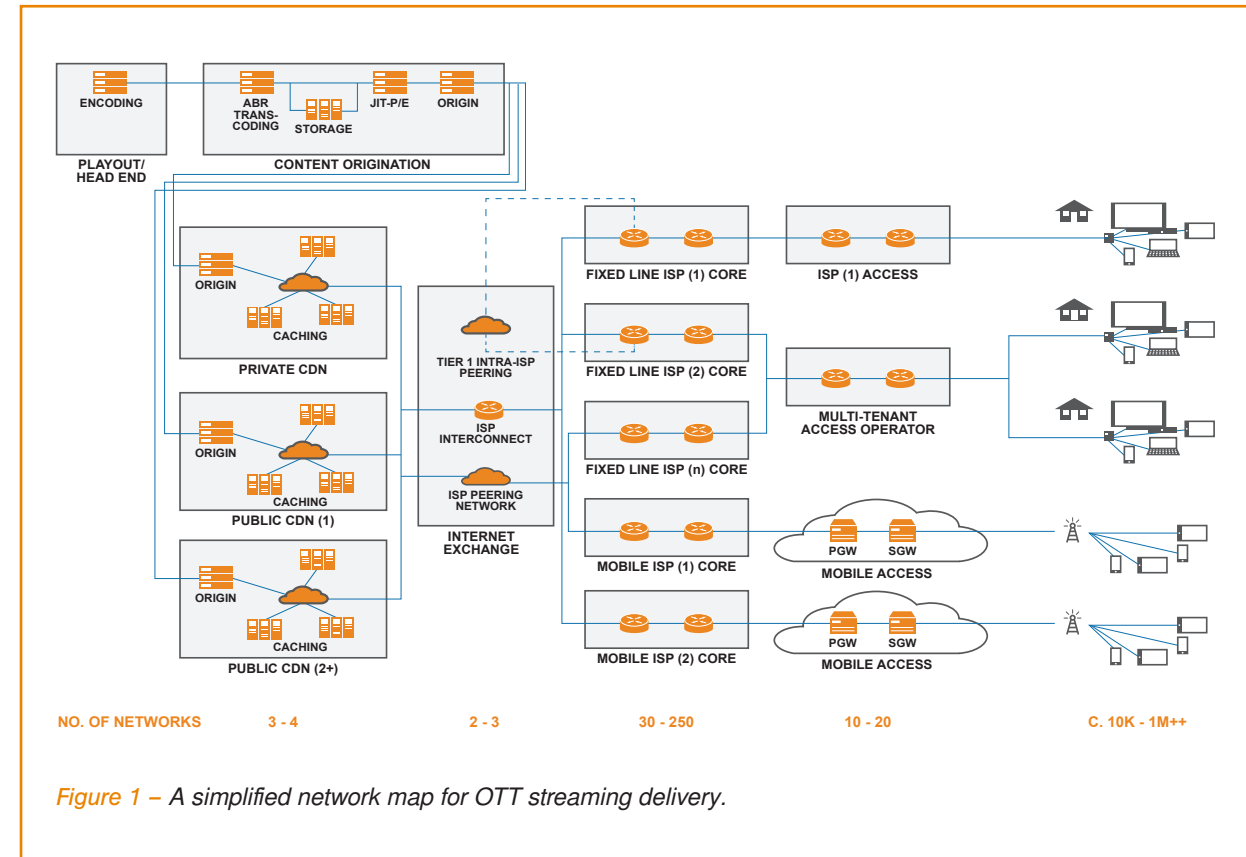 ENCODING
PLAYOUT/
HEAD END
ABR
TRANS-
CODING
STORAGE
JIT-P/E
ORIGIN
CONTENT ORIGINATION
ORIGIN
CACHING
PRIVATE CDN
ORIGIN
CACHING
PUBLIC CDN (1)
ORIGIN
CACHING
PUBLIC CDN (2+)
TIER 1 INTRA-ISP
PEERING
ISP
INTERCONNECT
ISP PEERING
NETWORK
INTERNET
EXCHANGE
FIXED LINE ISP (1) CORE
FIXED LINE ISP (2) CORE
FIXED LINE ISP (n) CORE
MOBILE ISP (1) CORE
MOBILE ISP (2) CORE
ISP (1) ACCESS
MULTI-TENANT
ACCESS OPERATOR
PGW
SGW
MOBILE ACCESS
PGW
SGW
MOBILE ACCESS
NO. OF NETWORKS
3 - 4
2 - 3
30 - 250
10 - 20
C. 10K - 1M++
Figure 1 – A simplified network map for OTT streaming delivery.